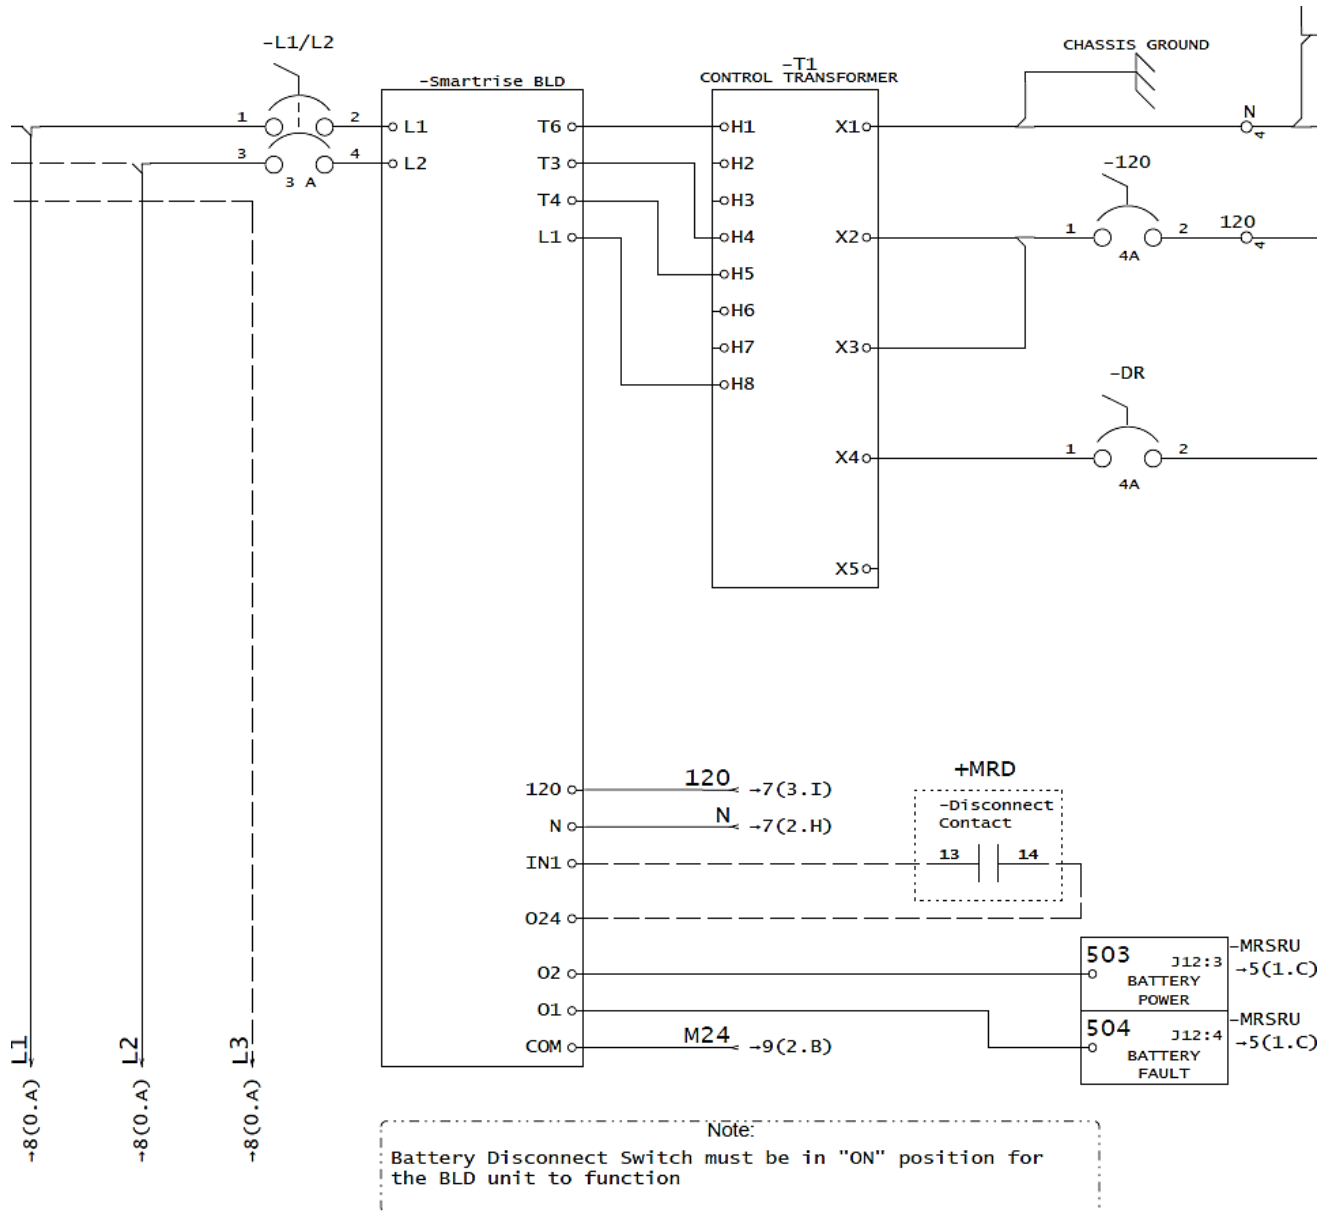 -L1/L2
CHASSIS GROUND
-T1
CONTROL TRANSFORMER
-Smartrise BLD
1
2
L1
T6
H1
X1
N
4
3
4
L2
T3
H2
-120
3 A
T4
H3
L1
H4
X2
1
2
120
4
4A
H5
H6
H7
X3
H8
-DR
X4
1
2
4A
X5
120
120
→7(3.I)
+MRD
N
N
→7(2.H)
-Disconnect
Contact
IN1
13
14
O24
O2
503
J12:3
BATTERY
POWER
-MRSRU
→5(1.C)
O1
504
J12:4
BATTERY
FAULT
-MRSRU
→5(1.C)
COM
M24
→9(2.B)
L1
→8(0.A)
L2
→8(0.A)
L3
→8(0.A)
Note:
Battery Disconnect Switch must be in "ON" position for
the BLD unit to function